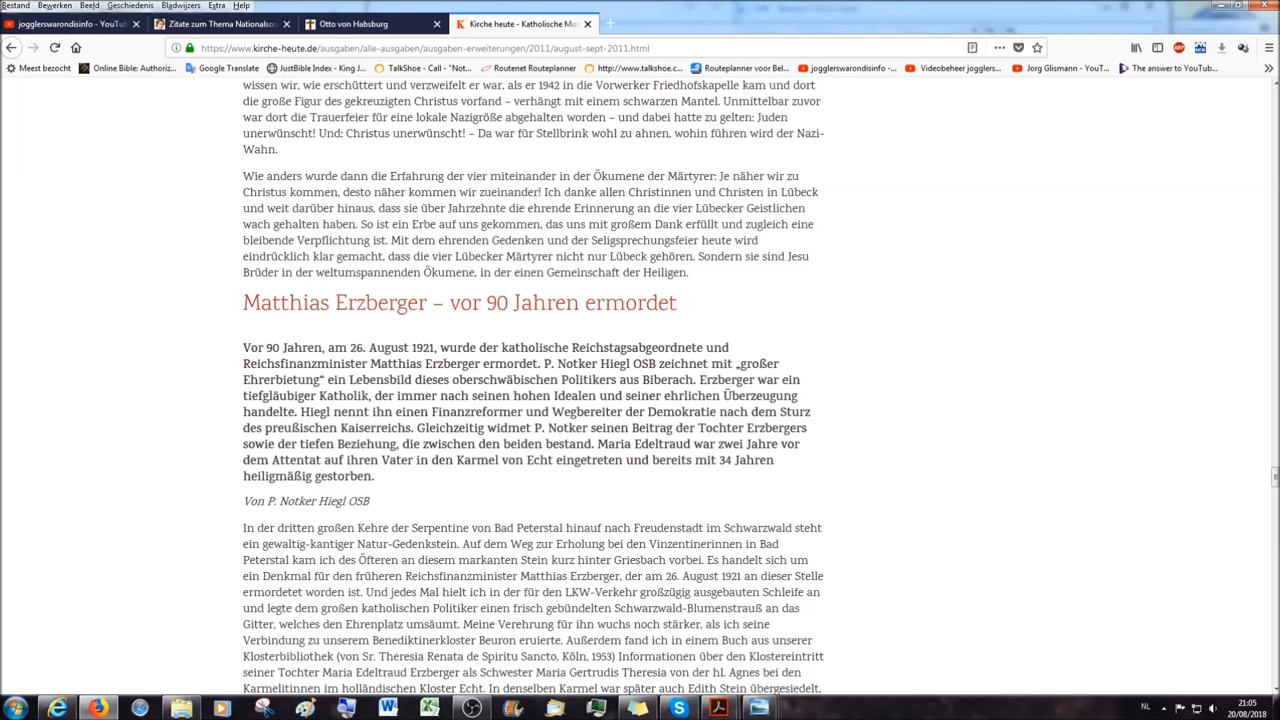 Bestand Bewerken Beeld Geschiedenis Bladwijzers Extra Help
jogglerswarondisinfo - YouTub
Zitate zum Thema Nationalso
Otto von Habsburg
Kirche heute - Katholische Mo
https://www.kirche-heute.de/ausgaben/alle-ausgaben/ausgaben-erweiterungen/2011/august-sept-2011.html
Meest bezocht
Online Bible: Authoriz...
Google Translate
JustBible Index - King J...
TalkShoe - Call - "Not...
Routenet Routeplanner
http://www.talkshoe.c...
Routeplanner voor Bel...
jogglerswarondisinfo -...
Videobeheer jogglers...
Jorg Glismann - YouTu...
The answer to YouTub...
wissen wir, wie erschüttert und verzweifelt er war, als er 1942 in die Vorwerker Friedhofskapelle kam und dort
die große Figur des gekreuzigten Christus vorfand – verhängt mit einem schwarzen Mantel. Unmittelbar zuvor
war dort die Trauerfeier für eine lokale Nazigröße abgehalten worden – und dabei hatte zu gelten: Juden
unerwünscht! Und: Christus unerwünscht! – Da war für Stellbrink wohl zu ahnen, wohin führen wird der Nazi-
Wahn.
Wie anders wurde dann die Erfahrung der vier miteinander in der Ökumene der Märtyrer: Je näher wir zu
Christus kommen, desto näher kommen wir zueinander! Ich danke allen Christinnen und Christen in Lübeck
und weit darüber hinaus, dass sie über Jahrzehnte die ehrende Erinnerung an die vier Lübecker Geistlichen
wach gehalten haben. So ist ein Erbe auf uns gekommen, das uns mit großem Dank erfüllt und zugleich eine
bleibende Verpflichtung ist. Mit dem ehrenden Gedenken und der Seligsprechungsfeier heute wird
eindrücklich klar gemacht, dass die vier Lübecker Märtyrer nicht nur Lübeck gehören. Sondern sie sind Jesu
Brüder in der weltumspannenden Ökumene, in der einen Gemeinschaft der Heiligen.
Matthias Erzberger – vor 90 Jahren ermordet
Vor 90 Jahren, am 26. August 1921, wurde der katholische Reichstagsabgeordnete und
Reichsfinanzminister Matthias Erzberger ermordet. P. Notker Hiegl OSB zeichnet mit „großer
Ehrerbietung“ ein Lebensbild dieses oberschwäbischen Politikers aus Biberach. Erzberger war ein
tiefgläubiger Katholik, der immer nach seinen hohen Idealen und seiner ehrlichen Überzeugung
handelte. Hiegl nennt ihn einen Finanzreformer und Wegbereiter der Demokratie nach dem Sturz
des preußischen Kaiserreichs. Gleichzeitig widmet P. Notker seinen Beitrag der Tochter Erzbergers
sowie der tiefen Beziehung, die zwischen den beiden bestand. Maria Edeltraud war zwei Jahre vor
dem Attentat auf ihren Vater in den Karmel von Echt eingetreten und bereits mit 34 Jahren
heiligmäßig gestorben.
Von P. Notker Hiegl OSB
In der dritten großen Kehre der Serpentine von Bad Peterstal hinauf nach Freudenstadt im Schwarzwald steht
ein gewaltig-kantiger Natur-Gedenkstein. Auf dem Weg zur Erholung bei den Vinzentinerinnen in Bad
Peterstal kam ich des Öfteren an diesem markanten Stein kurz hinter Griesbach vorbei. Es handelt sich um
ein Denkmal für den früheren Reichsfinanzminister Matthias Erzberger, der am 26. August 1921 an dieser Stelle
ermordetet worden ist. Und jedes Mal hielt ich in der für den LKW-Verkehr großzügig ausgebauten Schleife an
und legte dem großen katholischen Politiker einen frisch gebündelten Schwarzwald-Blumenstrauß an das
Gitter, welches den Ehrenplatz umsäumt. Meine Verehrung für ihn wuchs noch stärker, als ich seine
Verbindung zu unserem Benediktinerkloster Beuron eruierte. Außerdem fand ich in einem Buch aus unserer
Klosterbibliothek (von Sr. Theresia Renata de Spiritu Sancto, Köln, 1953) Informationen über den Klostereintritt
seiner Tochter Maria Edeltraud Erzberger als Schwester Maria Gertrudis Theresia von der hl. Agnes bei den
Karmelitinnen im holländischen Kloster Echt. In denselben Karmel war später auch Edith Stein übergesiedelt,
NL
21:05
20/08/2018